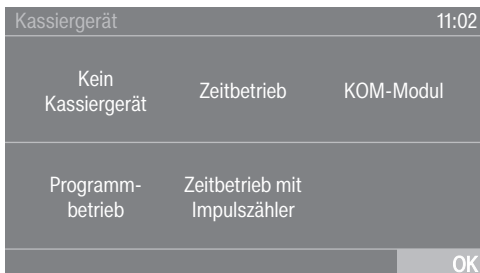 Kassiergerät 11:02
Kein
Kassiergerät
Zeitbetrieb
KOM-Modul
Programm-
betrieb
Zeitbetrieb mit
Impulszähler
OK